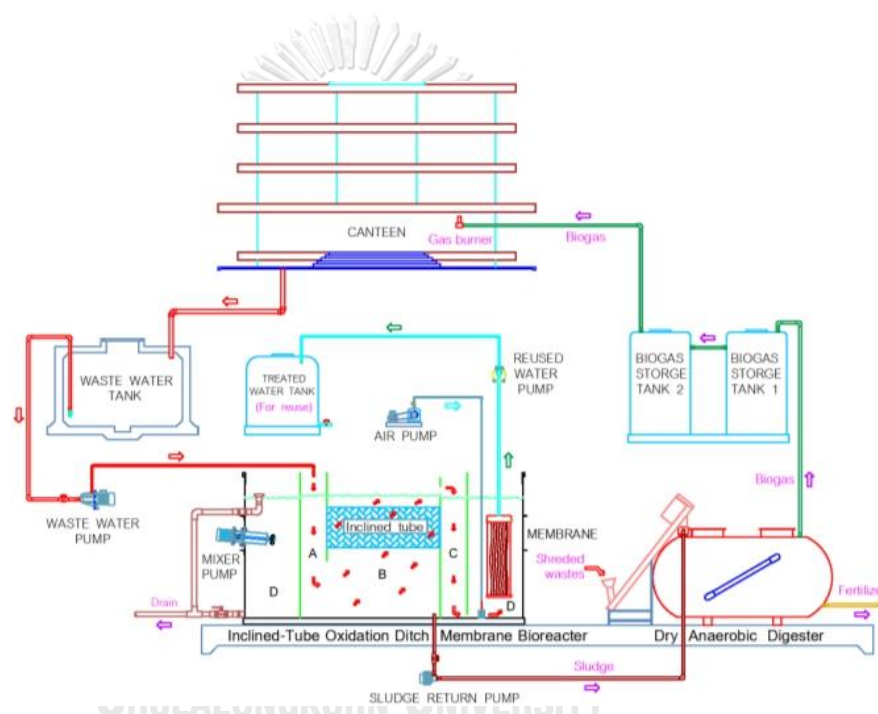 CANTEEN
Gas burner
Biogas
WASTE WATER
TANK
TREATED
WATER TANK
(For reuse)
REUSED
WATER
PUMP
BIOGAS
STORGE
TANK 2
BIOGAS
STORGE
TANK 1
AIR PUMP
Biogas
WASTE WATER
PUMP
MIXER
PUMP
Inclined tube
MEMBRANE
A
B
C
D
D
Shreded
wastes
Drain
Fertilize
Inclined-Tube Oxidation Ditch Membrane Bioreacter
Dry Anaerobic Digester
Sludge
SLUDGE RETURN PUMP